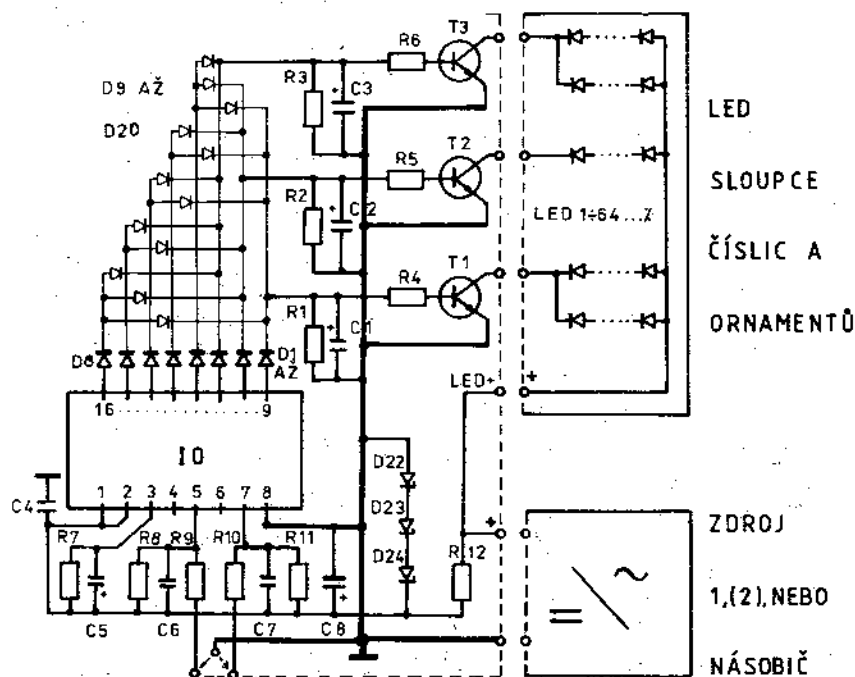 T3
R6
R3
C3
D9 AŽ
D20
LED
T2
R5
SLOUPCE
R2
C2
LED 1÷64...
ČÍSLIC A
T1
R4
R1
C1
ORNAMENTŮ
D8
D1
AŽ
LED+
+
16 ........... 9
IO
D22
C4
1 2 3 4 5 6 7 8
D23
+
ZDROJ
R7 R8 R9 R10 R11
D24
R12
= ~
1,(2), NEBO
C5 C6 C7 C8
NÁSOBIČ